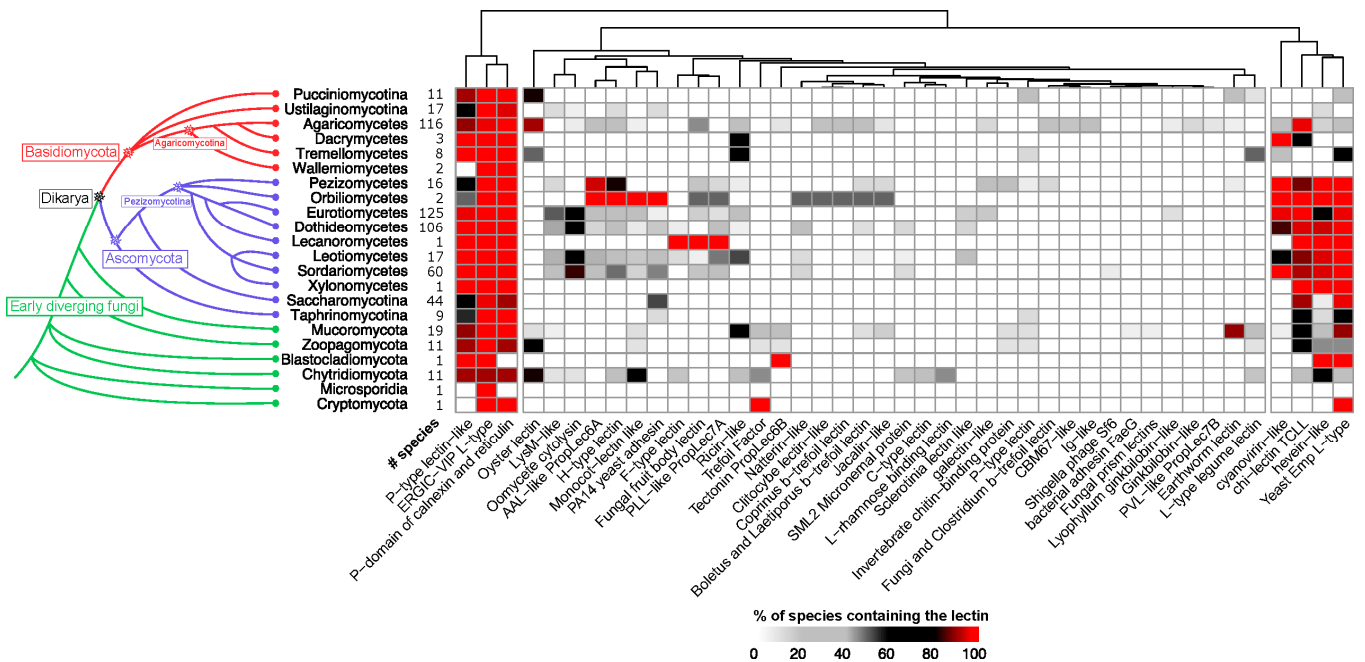 Pucciniomycotina 11
Ustilaginomycotina 17
Agaricomycetes 116
Dacrymycetes 3
Agaricomycotina
Basidiomycota
Tremellomycetes 8
Wallemiomycetes 2
Pezizomycetes 16
Dikarya
Pezizomycotina
Orbiliomycetes 2
Eurotiomycetes 125
Dothideomycetes 106
Lecanoromycetes 1
Ascomycota
Leotiomycetes 17
Sordariomycetes 60
Xylonomycetes 1
Saccharomycotina 44
Early diverging fungi
Taphrinomycotina 9
Mucoromycota 19
Zoopagomycota 11
Blastocladiomycota 1
Chytridiomycota 11
Microsporidia 1
Cryptomycota 1
# species
P-type lectin-like
ERGIC-VIP L-type
P-domain of calnexin and reticulin
Oyster lectin
LysM-like
Oomycete cytolysin
AAL-like PropLec6A
H-type lectin
Monocot-lectin like
PA14 yeast adhesin
F-type lectin
Fungal fruit body lectin
PLL-like PropLec7A
Ricin-like
Trefoil Factor
Tectonin PropLec6B
Natterin-like
Clitocybe lectin-like
Coprinus b-trefoil lectin
Boletus and Laetiporus b-trefoil lectin
Jacalin-like
SML2 Micronemal protein
C-type lectin
L-rhamnose binding lectin
Sclerotinia lectin like
galectin-like
Invertebrate chitin-binding protein
P-type lectin
Fungi and Clostridium b-trefoil lectin
CBM67-like
Ig-like
Shigella phage Sf6
bacterial adhesin FaeG
Fungal prism lectins
Lyophyllum ginkbilobin-like
Ginkbilobin-like
PVL-like PropLec7B
Earthworm lectin
L-type legume lectin
cyanovirin-like
chi-lectin TCLL
hevein-like
Yeast Emp L-type
% of species containing the lectin
0 20 40 60 80 100